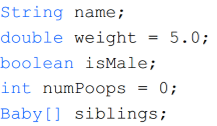 String name;
double weight = 5.0;
boolean isMale;
int numPoops = 0;
Baby[] siblings;